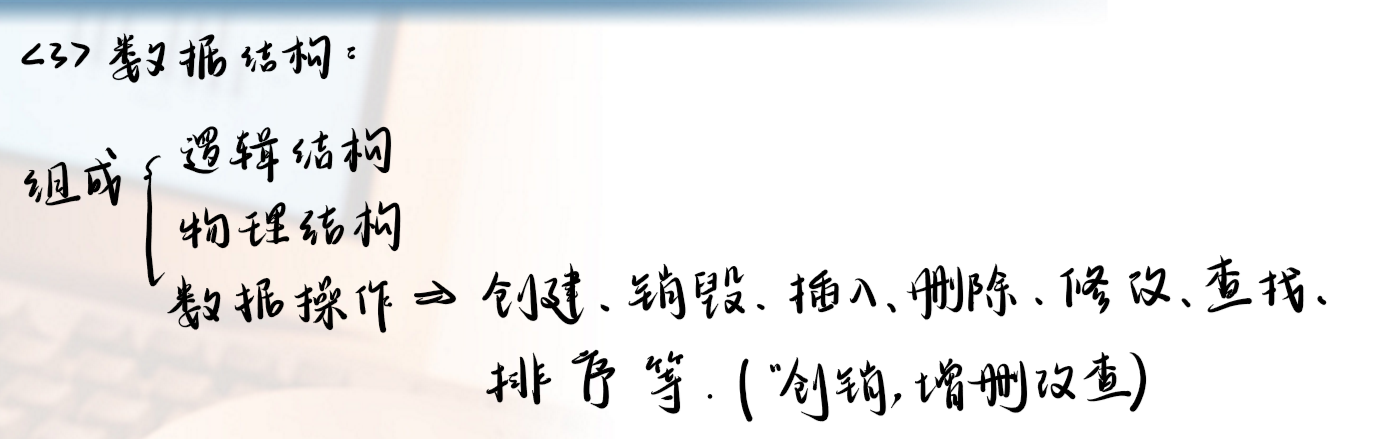 <3> 数据结构：
逻辑结构
组成
物理结构
数据操作 ⇒ 创建、销毁、插入、删除、修改、查找、
排序等.("创销,增删改查)